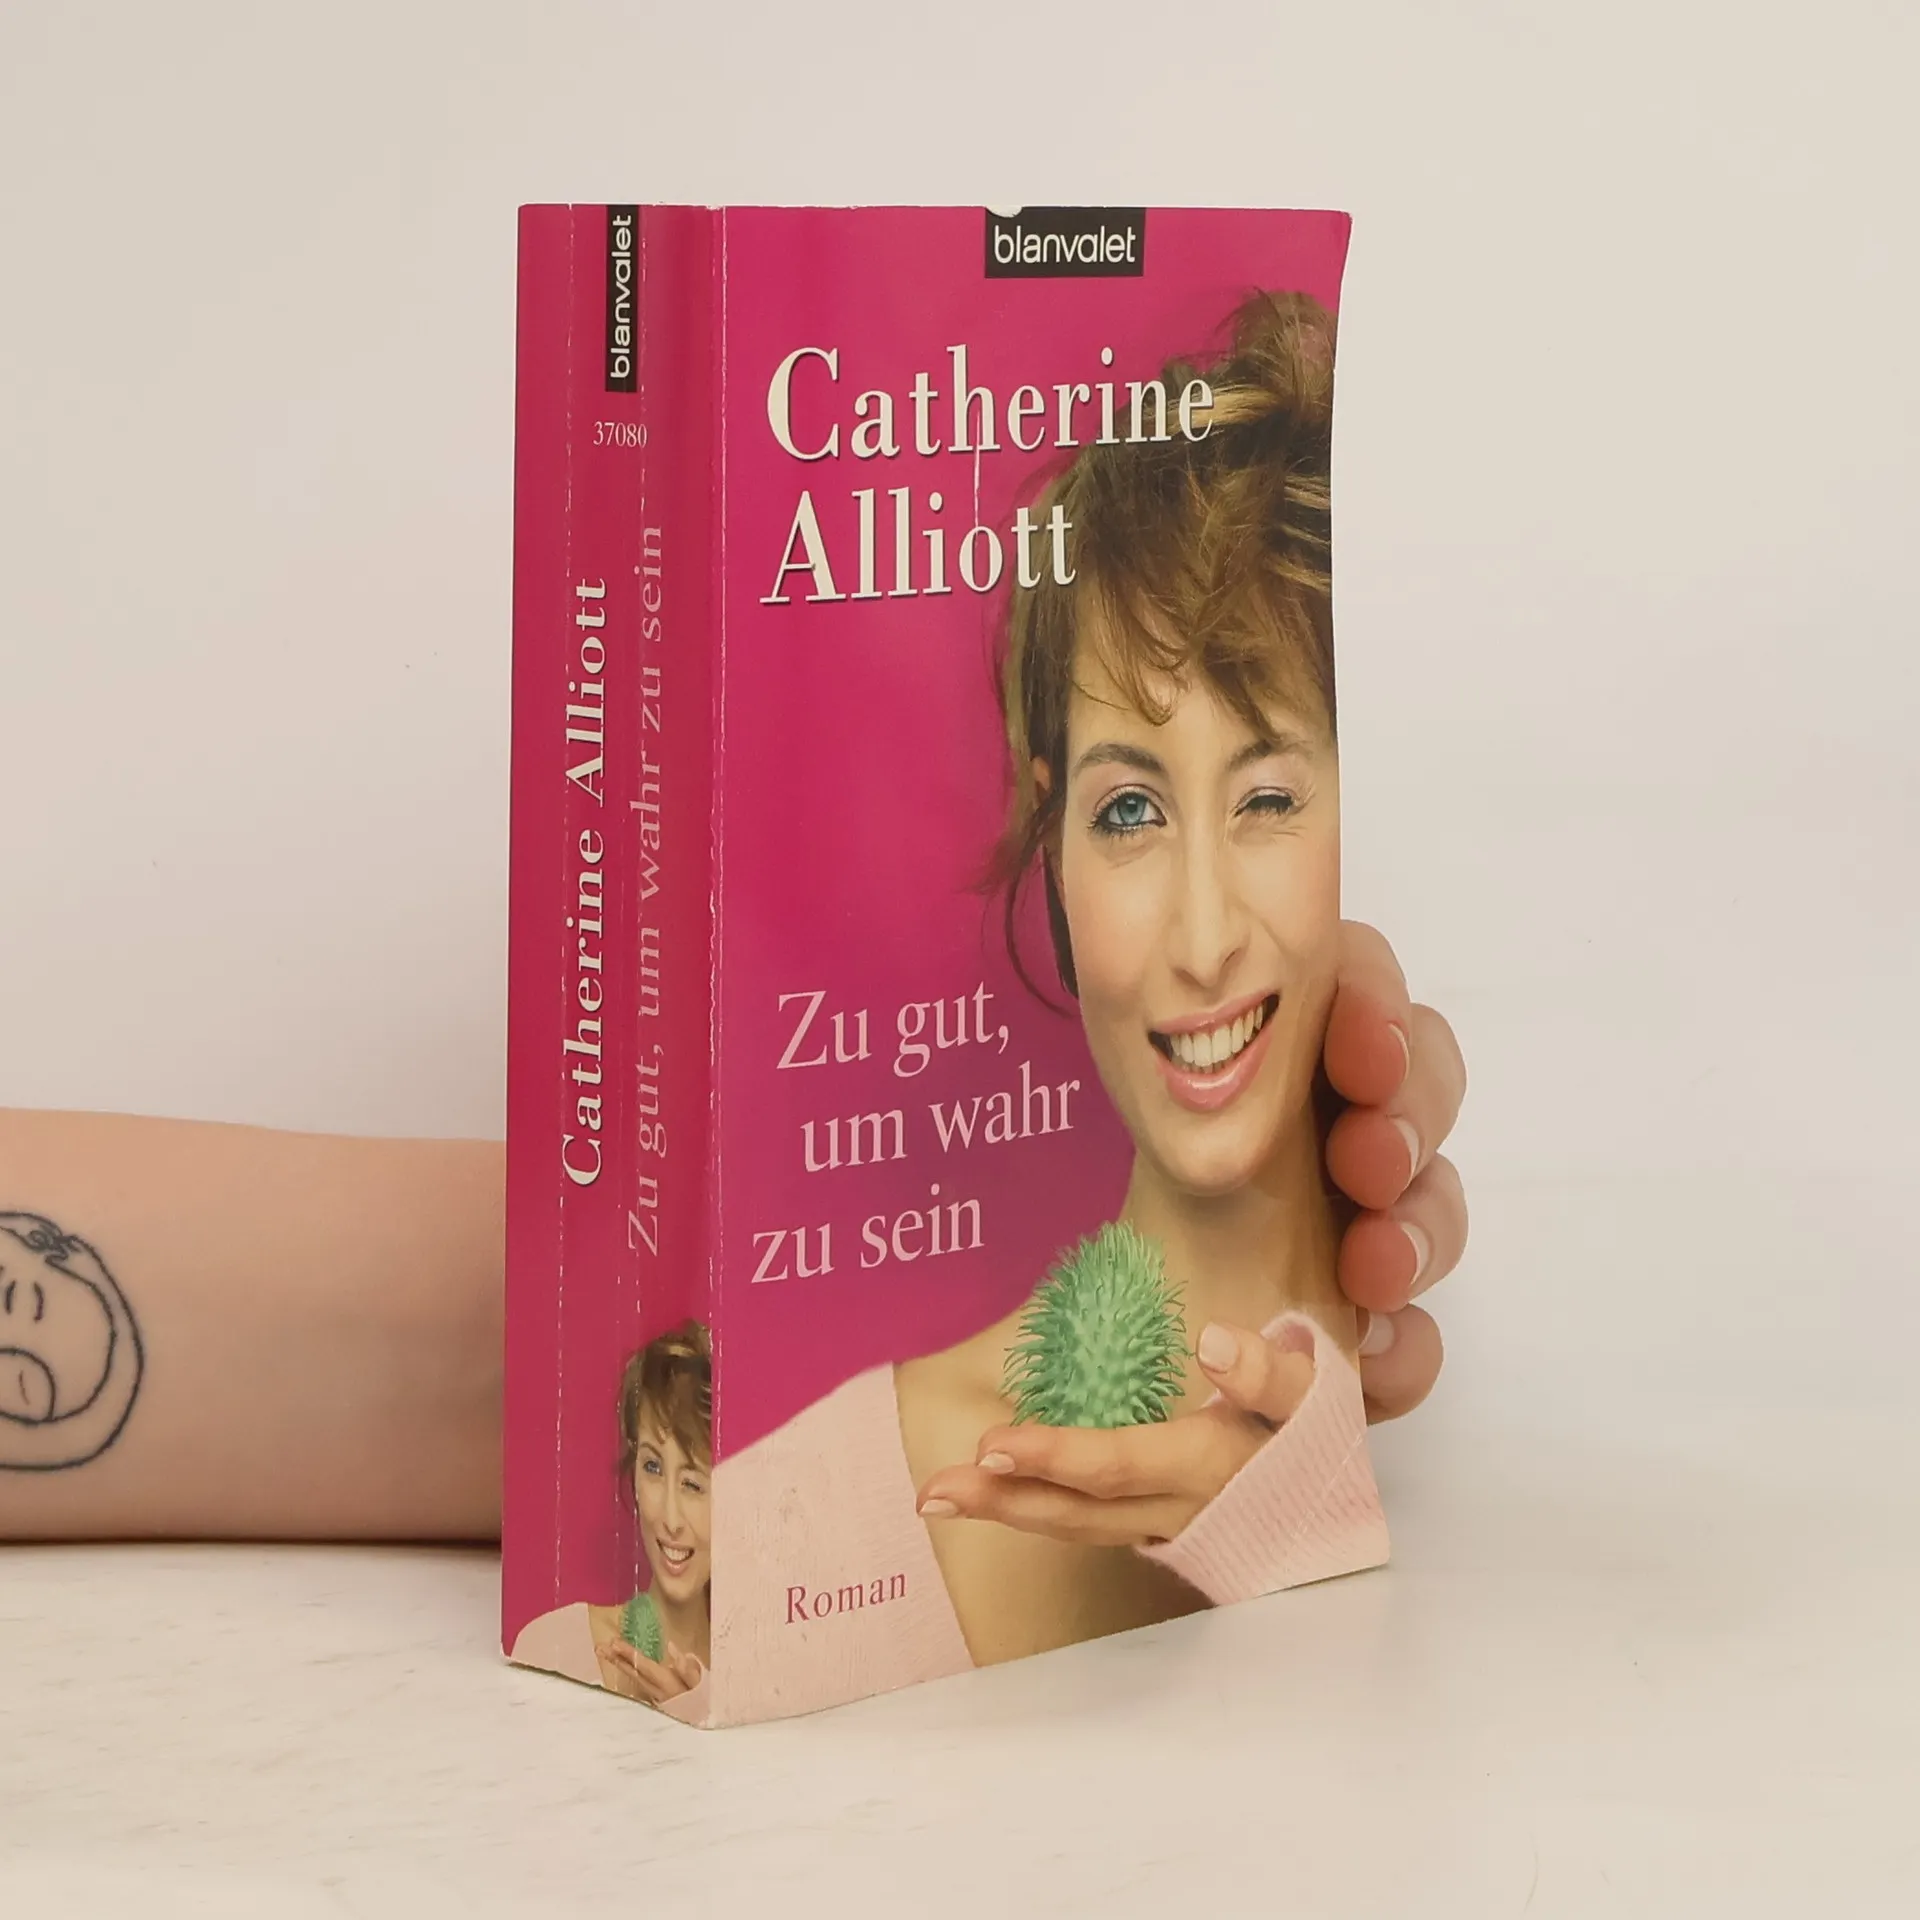 blanvalet
37080
Catherine Alliott
Zu gut, um wahr zu sein
blanvalet
Catherine
Alliott
Zu gut,
um wahr
zu sein
Roman